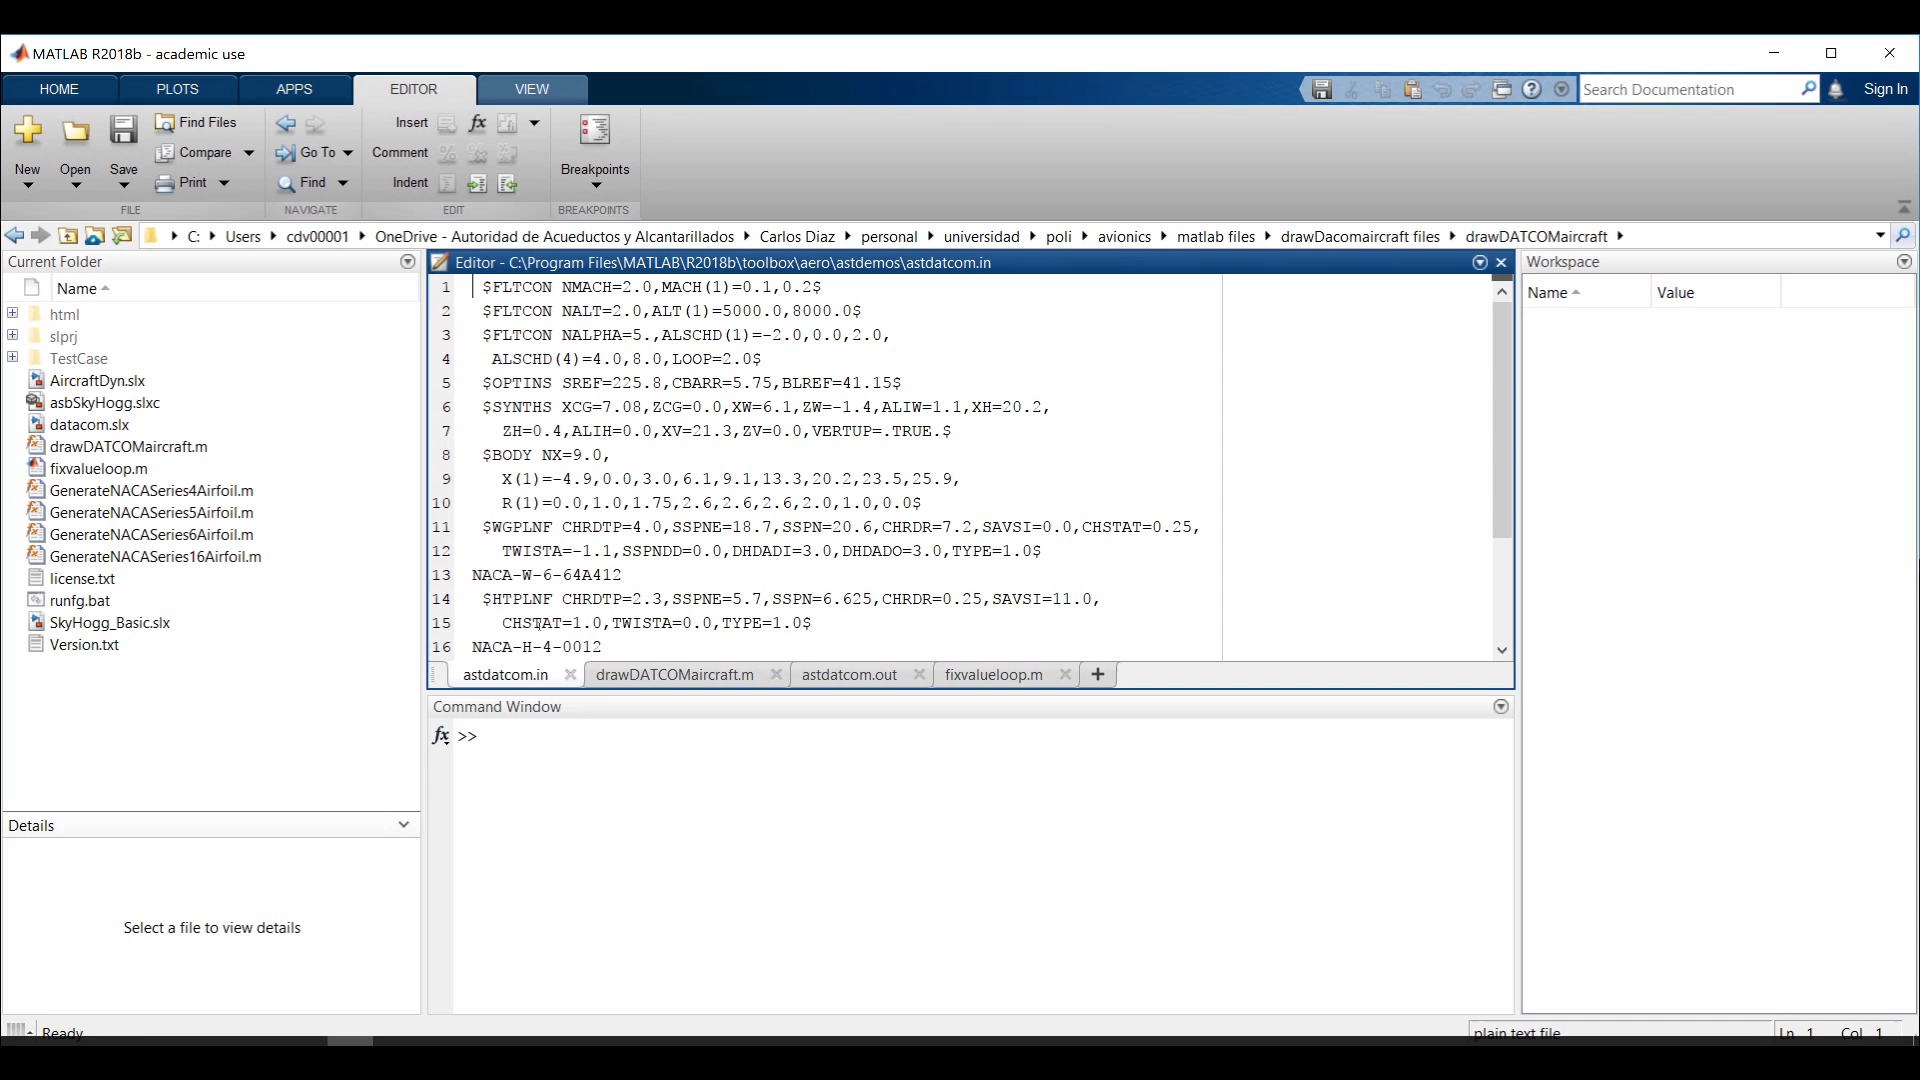 MATLAB R2018b - academic use
HOME PLOTS APPS EDITOR VIEW Search Documentation Sign In
New Open Save Find Files Compare Print
FILE
Go To Find
NAVIGATE
Insert fx
Comment
Indent
EDIT
Breakpoints
BREAKPOINTS
C: Users cdv00001 OneDrive - Autoridad de Acueductos y Alcantarillados Carlos Diaz personal universidad poli avionics matlab files drawDacomaircraft files drawDATCOMaircraft
Current Folder
Name
html
slprj
TestCase
AircraftDyn.slx
asbSkyHogg.slxc
datacom.slx
drawDATCOMaircraft.m
fixvalueloop.m
GenerateNACASeries4Airfoil.m
GenerateNACASeries5Airfoil.m
GenerateNACASeries6Airfoil.m
GenerateNACASeries16Airfoil.m
license.txt
runfg.bat
SkyHogg_Basic.slx
Version.txt
Details
Select a file to view details
Editor - C:\Program Files\MATLAB\R2018b\toolbox\aero\astdemos\astdatcom.in
1 $FLTCON NMACH=2.0,MACH(1)=0.1,0.2$
2 $FLTCON NALT=2.0,ALT(1)=5000.0,8000.0$
3 $FLTCON NALPHA=5.,ALSCHD(1)=-2.0,0.0,2.0,
4 ALSCHD(4)=4.0,8.0,LOOP=2.0$
5 $OPTINS SREF=225.8,CBARR=5.75,BLREF=41.15$
6 $SYNTHS XCG=7.08,ZCG=0.0,XW=6.1,ZW=-1.4,ALIW=1.1,XH=20.2,
7 ZH=0.4,ALIH=0.0,XV=21.3,ZV=0.0,VERTUP=.TRUE.$
8 $BODY NX=9.0,
9 X(1)=-4.9,0.0,3.0,6.1,9.1,13.3,20.2,23.5,25.9,
10 R(1)=0.0,1.0,1.75,2.6,2.6,2.6,2.0,1.0,0.0$
11 $WGPLNF CHRDTP=4.0,SSPNE=18.7,SSPN=20.6,CHRDR=7.2,SAVSI=0.0,CHSTAT=0.25,
12 TWISTA=-1.1,SSPNDD=0.0,DHDADI=3.0,DHDADO=3.0,TYPE=1.0$
13 NACA-W-6-64A412
14 $HTPLNF CHRDTP=2.3,SSPNE=5.7,SSPN=6.625,CHRDR=0.25,SAVSI=11.0,
15 CHSTAT=1.0,TWISTA=0.0,TYPE=1.0$
16 NACA-H-4-0012
astdatcom.in drawDATCOMaircraft.m astdatcom.out fixvalueloop.m
Command Window
fx >>
Workspace
Name Value
Ready plain text file Ln 1 Col 1